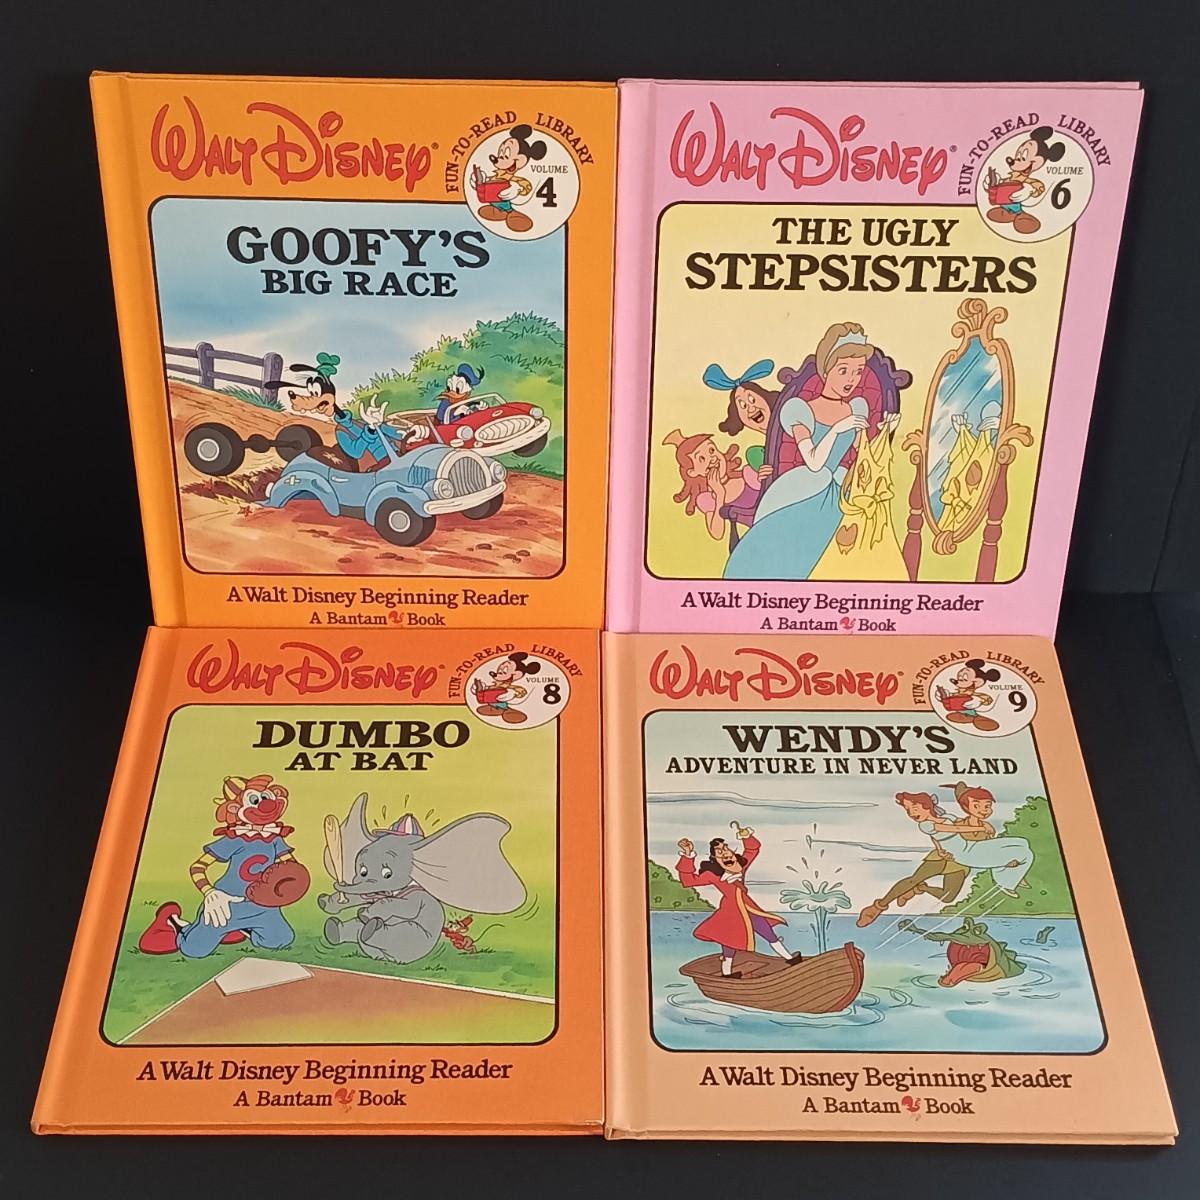 WALT DISNEY®
FUN-TO-READ LIBRARY
VOLUME
4
GOOFY'S
BIG RACE
A Walt Disney Beginning Reader
A Bantam Book
WALT DISNEY®
FUN-TO-READ LIBRARY
VOLUME
6
THE UGLY
STEPSISTERS
A Walt Disney Beginning Reader
A Bantam Book
WALT DISNEY®
FUN-TO-READ LIBRARY
VOLUME
8
DUMBO
AT BAT
C
A Walt Disney Beginning Reader
A Bantam Book
WALT DISNEY®
FUN-TO-READ LIBRARY
VOLUME
9
WENDY'S
ADVENTURE IN NEVER LAND
A Walt Disney Beginning Reader
A Bantam Book